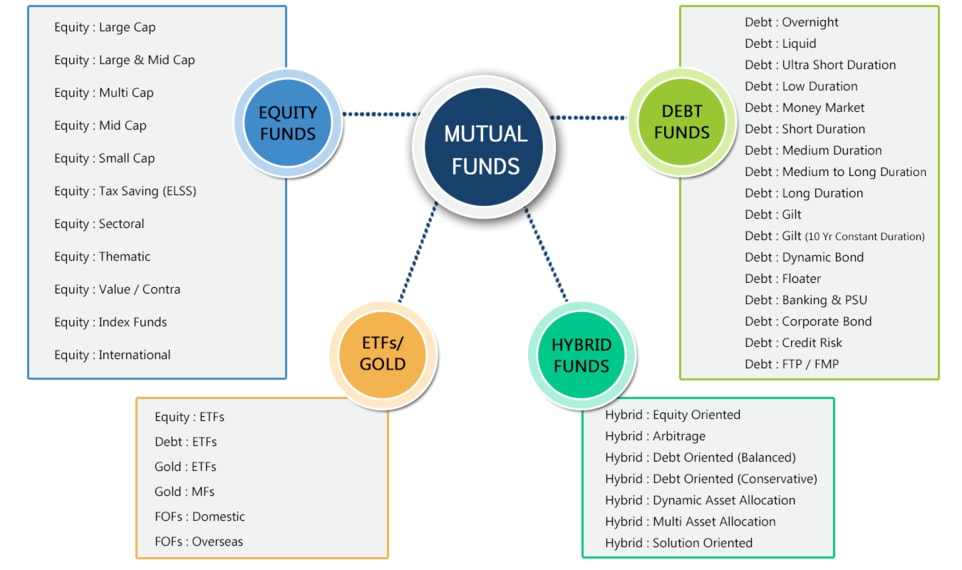 MUTUAL
FUNDS
EQUITY
FUNDS
Equity : Large Cap
Equity : Large & Mid Cap
Equity : Multi Cap
Equity : Mid Cap
Equity : Small Cap
Equity : Tax Saving (ELSS)
Equity : Sectoral
Equity : Thematic
Equity : Value / Contra
Equity : Index Funds
Equity : International
DEBT
FUNDS
Debt : Overnight
Debt : Liquid
Debt : Ultra Short Duration
Debt : Low Duration
Debt : Money Market
Debt : Short Duration
Debt : Medium Duration
Debt : Medium to Long Duration
Debt : Long Duration
Debt : Gilt
Debt : Gilt (10 Yr Constant Duration)
Debt : Dynamic Bond
Debt : Floater
Debt : Banking & PSU
Debt : Corporate Bond
Debt : Credit Risk
Debt : FTP / FMP
ETFs/
GOLD
Equity : ETFs
Debt : ETFs
Gold : ETFs
Gold : MFs
FOFs : Domestic
FOFs : Overseas
HYBRID
FUNDS
Hybrid : Equity Oriented
Hybrid : Arbitrage
Hybrid : Debt Oriented (Balanced)
Hybrid : Debt Oriented (Conservative)
Hybrid : Dynamic Asset Allocation
Hybrid : Multi Asset Allocation
Hybrid : Solution Oriented